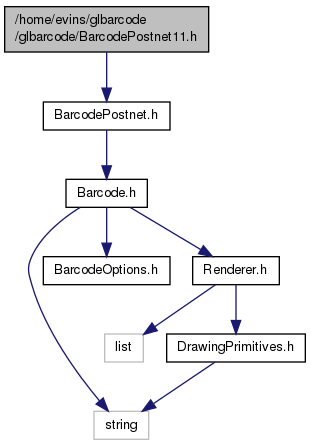 /home/evins/glbarcode
/glbarcode/BarcodePostnet11.h
BarcodePostnet.h
Barcode.h
BarcodeOptions.h
Renderer.h
list
DrawingPrimitives.h
string